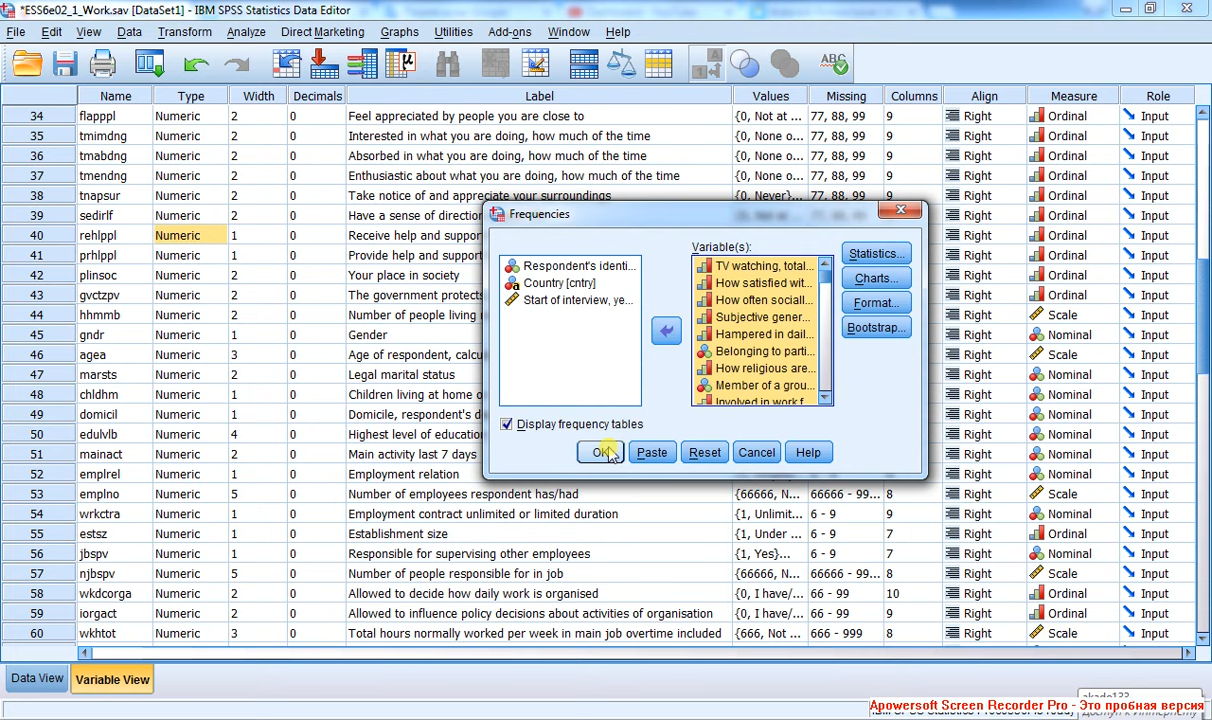 *ESS6e02_1_Work.sav [DataSet1] - IBM SPSS Statistics Data Editor
File Edit View Data Transform Analyze Direct Marketing Graphs Utilities Add-ons Window Help
Name Type Width Decimals Label Values Missing Columns Align Measure Role
34 flapppl Numeric 2 0 Feel appreciated by people you are close to {0, Not at ... 77, 88, 99 9 Right Ordinal Input
35 tmimdng Numeric 2 0 Interested in what you are doing, how much of the time {0, None o... 77, 88, 99 9 Right Ordinal Input
36 tmabdng Numeric 2 0 Absorbed in what you are doing, how much of the time {0, None o... 77, 88, 99 9 Right Ordinal Input
37 tmendng Numeric 2 0 Enthusiastic about what you are doing, how much of the time {0, None o... 77, 88, 99 9 Right Ordinal Input
38 tnapsur Numeric 2 0 Take notice of and appreciate your surroundings {0, Never}... 77, 88, 99 9 Right Ordinal Input
39 sedirlf Numeric 2 0 Have a sense of direction Right Ordinal Input
40 rehlppl Numeric 1 0 Receive help and support Right Ordinal Input
41 prhlppl Numeric 1 0 Provide help and support Right Ordinal Input
42 plinsoc Numeric 2 0 Your place in society Right Ordinal Input
43 gvctzpv Numeric 2 0 The government protects Right Ordinal Input
44 hhmmb Numeric 2 0 Number of people living Right Scale Input
45 gndr Numeric 1 0 Gender Right Nominal Input
46 agea Numeric 3 0 Age of respondent, calcu Right Scale Input
47 marsts Numeric 2 0 Legal marital status Right Nominal Input
48 chldhm Numeric 1 0 Children living at home o Right Nominal Input
49 domicil Numeric 1 0 Domicile, respondent's d Right Nominal Input
50 edulvlb Numeric 4 0 Highest level of education Right Nominal Input
51 mainact Numeric 2 0 Main activity last 7 days Right Nominal Input
52 emplrel Numeric 1 0 Employment relation Right Nominal Input
53 emplno Numeric 5 0 Number of employees respondent has/had {66666, N... 66666 - 99... 8 Right Scale Input
54 wrkctra Numeric 1 0 Employment contract unlimited or limited duration {1, Unlimit... 6 - 9 9 Right Nominal Input
55 estsz Numeric 1 0 Establishment size {1, Under ... 6 - 9 7 Right Ordinal Input
56 jbspv Numeric 1 0 Responsible for supervising other employees {1, Yes}... 6 - 9 7 Right Nominal Input
57 njbspv Numeric 5 0 Number of people responsible for in job {66666, N... 66666 - 99... 8 Right Scale Input
58 wkdcorga Numeric 2 0 Allowed to decide how daily work is organised {0, I have/... 66 - 99 10 Right Ordinal Input
59 iorgact Numeric 2 0 Allowed to influence policy decisions about activities of organisation {0, I have/... 66 - 99 9 Right Ordinal Input
60 wkhtot Numeric 3 0 Total hours normally worked per week in main job overtime included {666, Not ... 666 - 999 8 Right Scale Input
Frequencies
Variable(s):
Respondent's identi...
Country [cntry]
Start of interview, ye...
TV watching, total...
How satisfied wit...
How often sociall...
Subjective gener...
Hampered in dail...
Belonging to parti...
How religious are...
Member of a grou...
Involved in work f...
Statistics...
Charts...
Format...
Bootstrap...
Display frequency tables
OK Paste Reset Cancel Help
Data View Variable View
Apowersoft Screen Recorder Pro - Это пробная версия